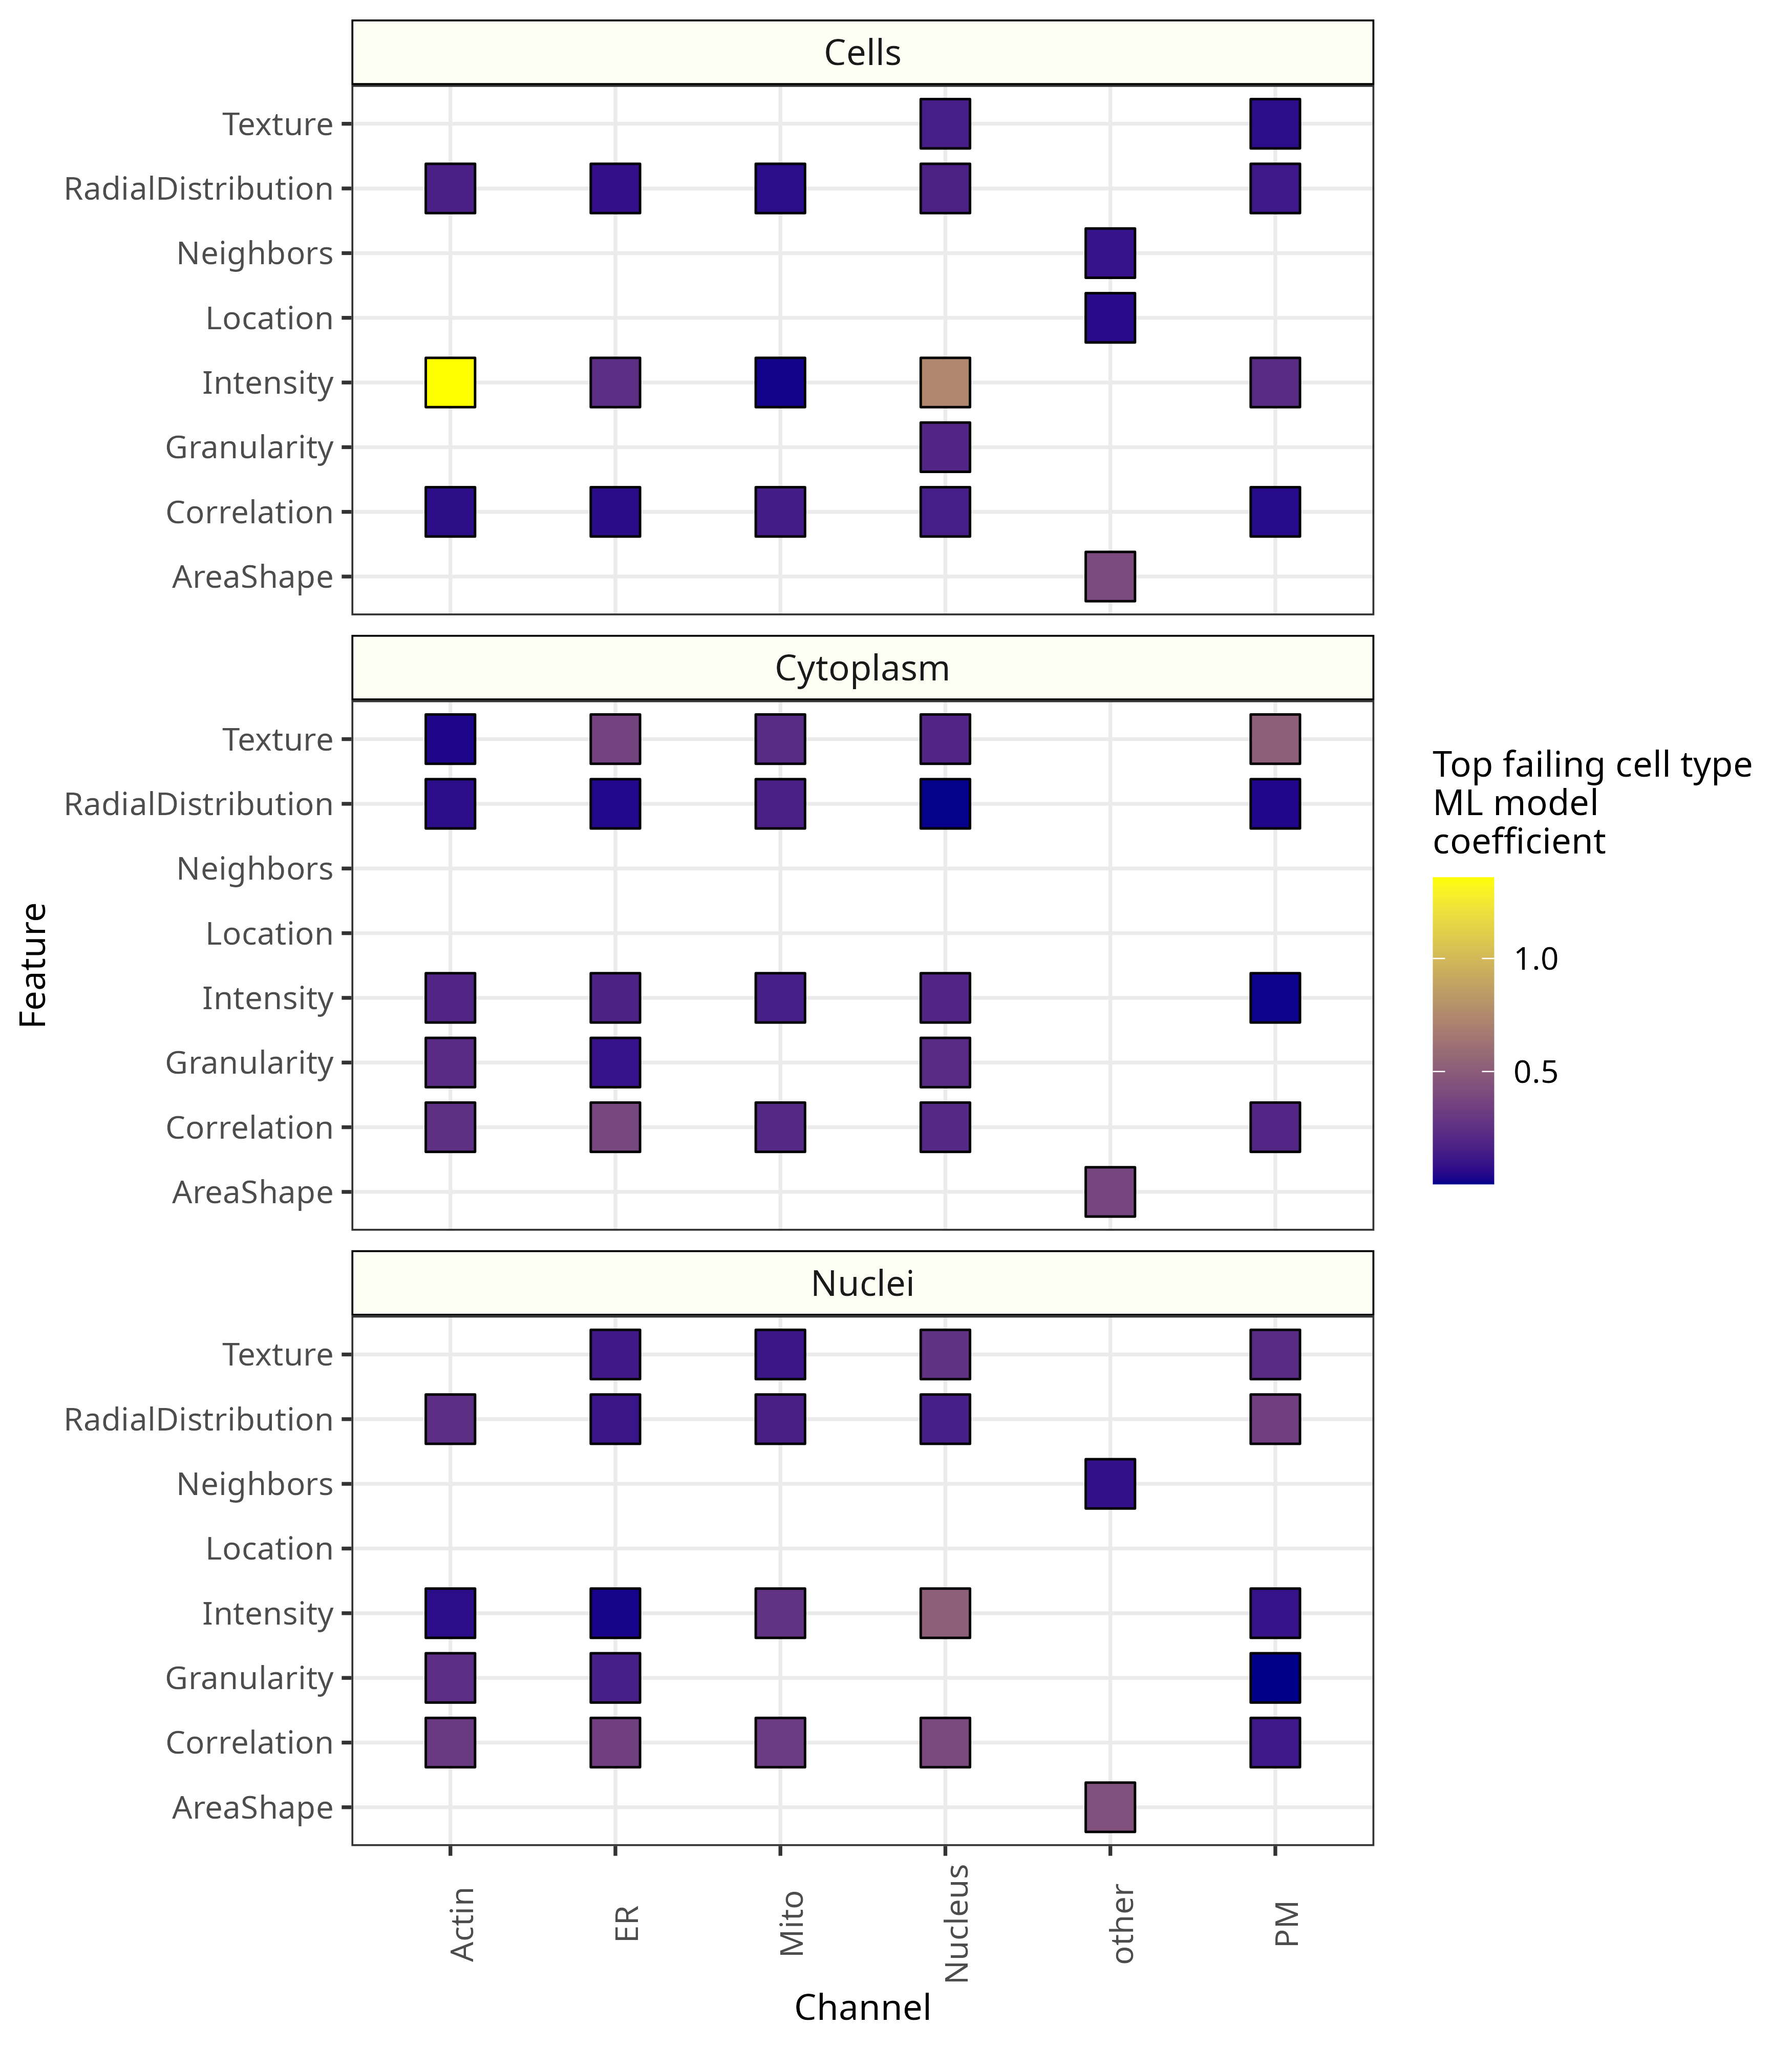 Cells
Texture
RadialDistribution
Neighbors
Location
Intensity
Granularity
Correlation
AreaShape
Cytoplasm
Texture
RadialDistribution
Neighbors
Location
Intensity
Granularity
Correlation
AreaShape
Nuclei
Texture
RadialDistribution
Neighbors
Location
Intensity
Granularity
Correlation
AreaShape
Feature
Actin
ER
Mito
Nucleus
other
PM
Channel
Top failing cell type
ML model
coefficient
1.0
0.5